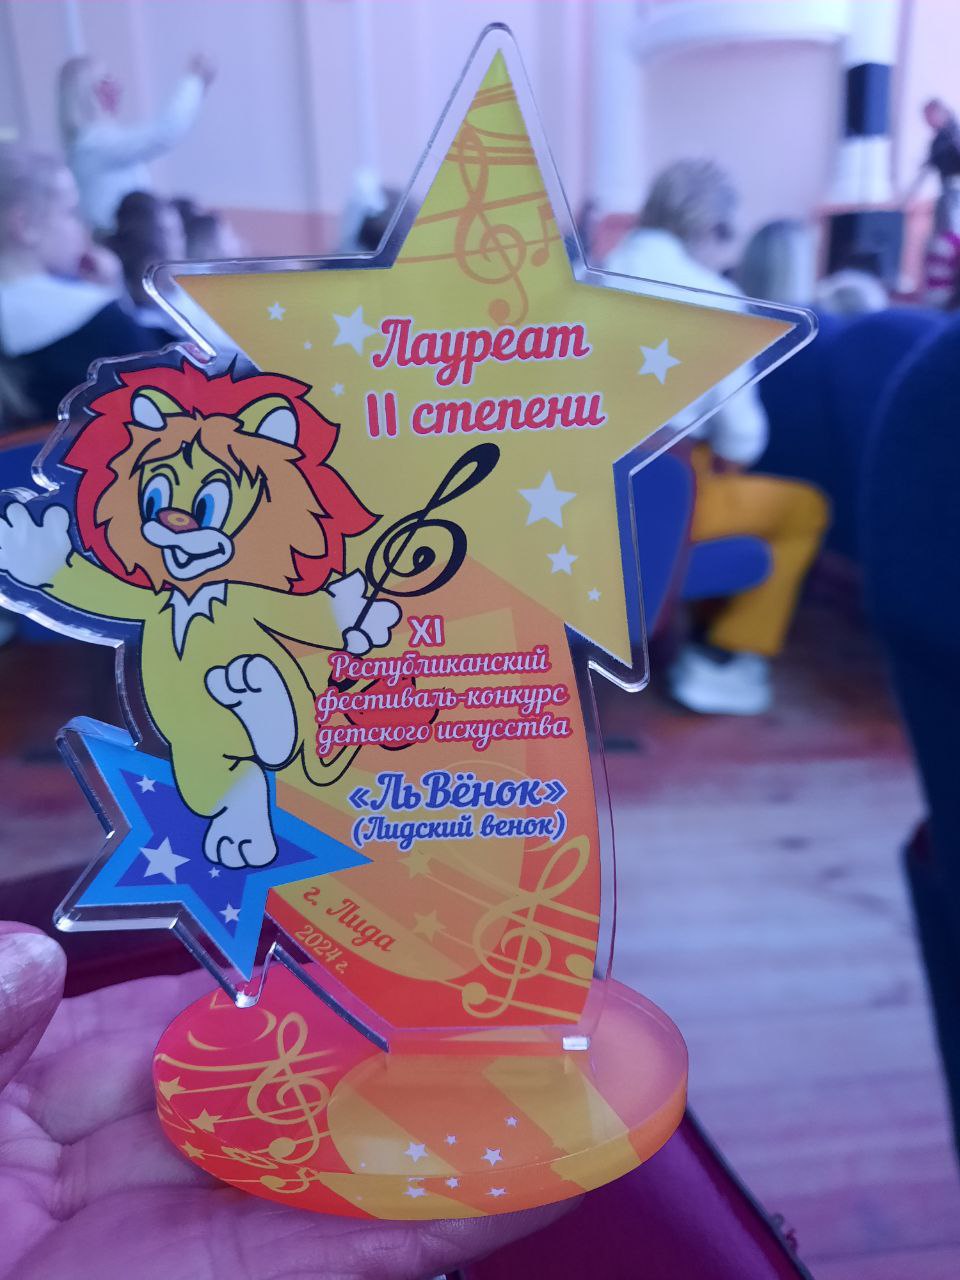 Лауреат
II степени
XI
Республиканский
фестиваль-конкурс
детского искусства
«ЛьВёнок»
(Лидский венок)
г. Лида
2024 г.